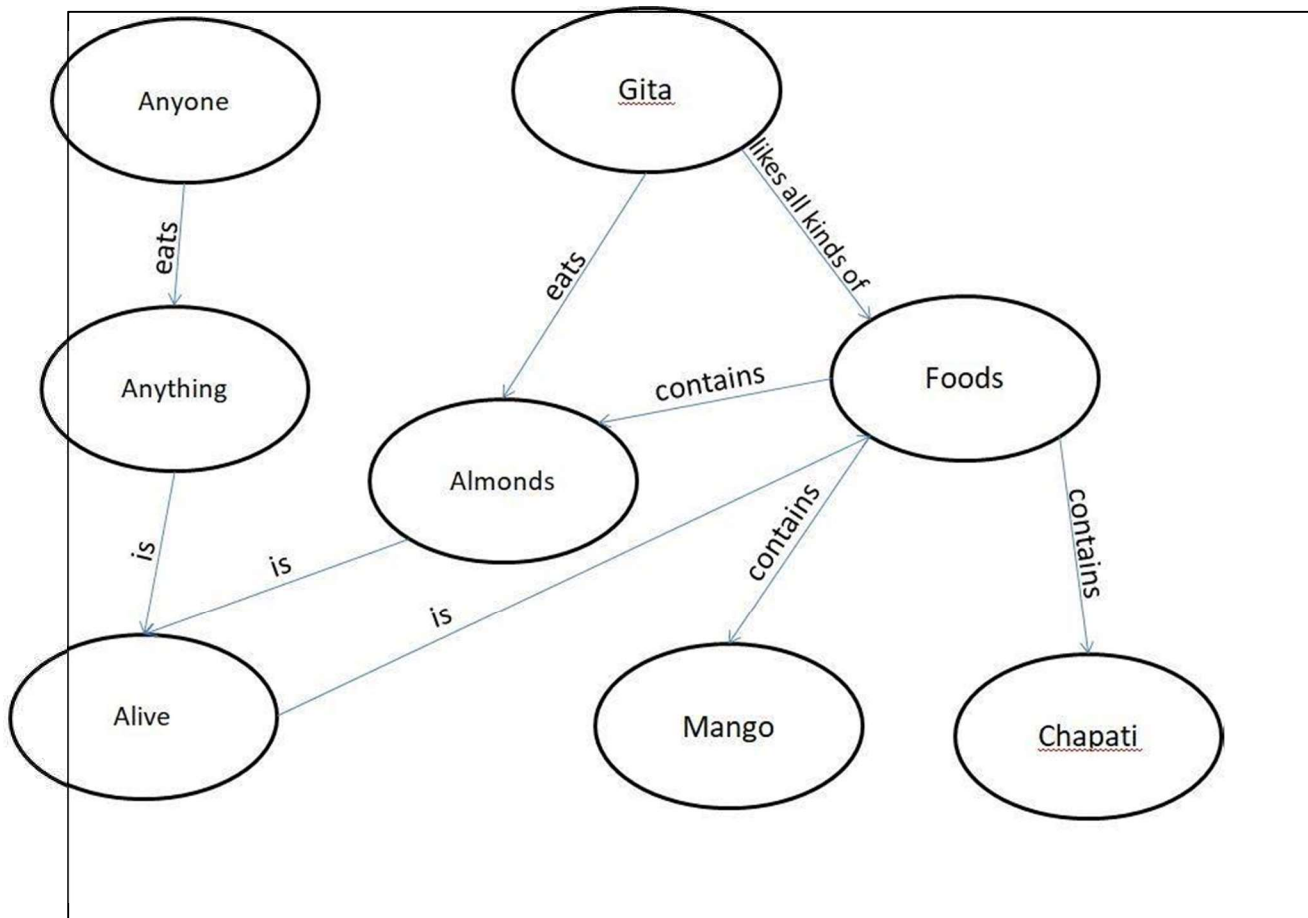 Anyone
Gita
eats
likes all kinds of
eats
Anything
Foods
contains
Almonds
is
is
is
contains
contains
Alive
Mango
Chapati